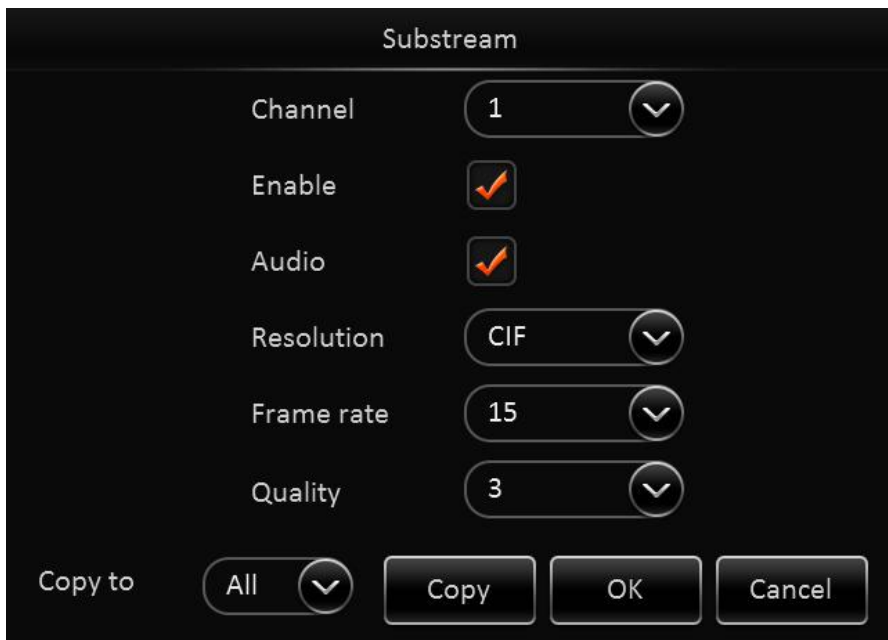 Substream
Channel 1
Enable
Audio
Resolution CIF
Frame rate 15
Quality 3
Copy to All Copy OK Cancel